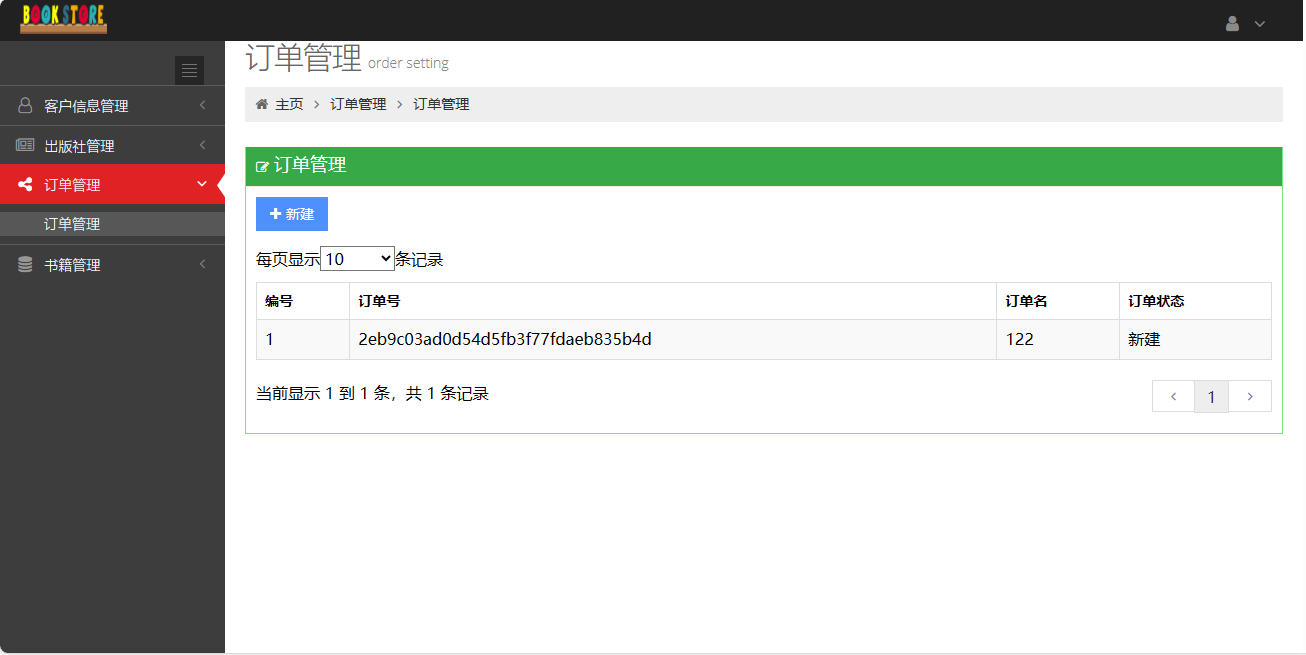 BOOK STORE
订单管理 order setting
主页 订单管理 订单管理
客户信息管理
出版社管理
订单管理
订单管理
书籍管理
订单管理
新建
每页显示 10 条记录
编号 订单号 订单名 订单状态
1 2eb9c03ad0d54d5fb3f77fdaeb835b4d 122 新建
当前显示 1 到 1 条，共 1 条记录
1